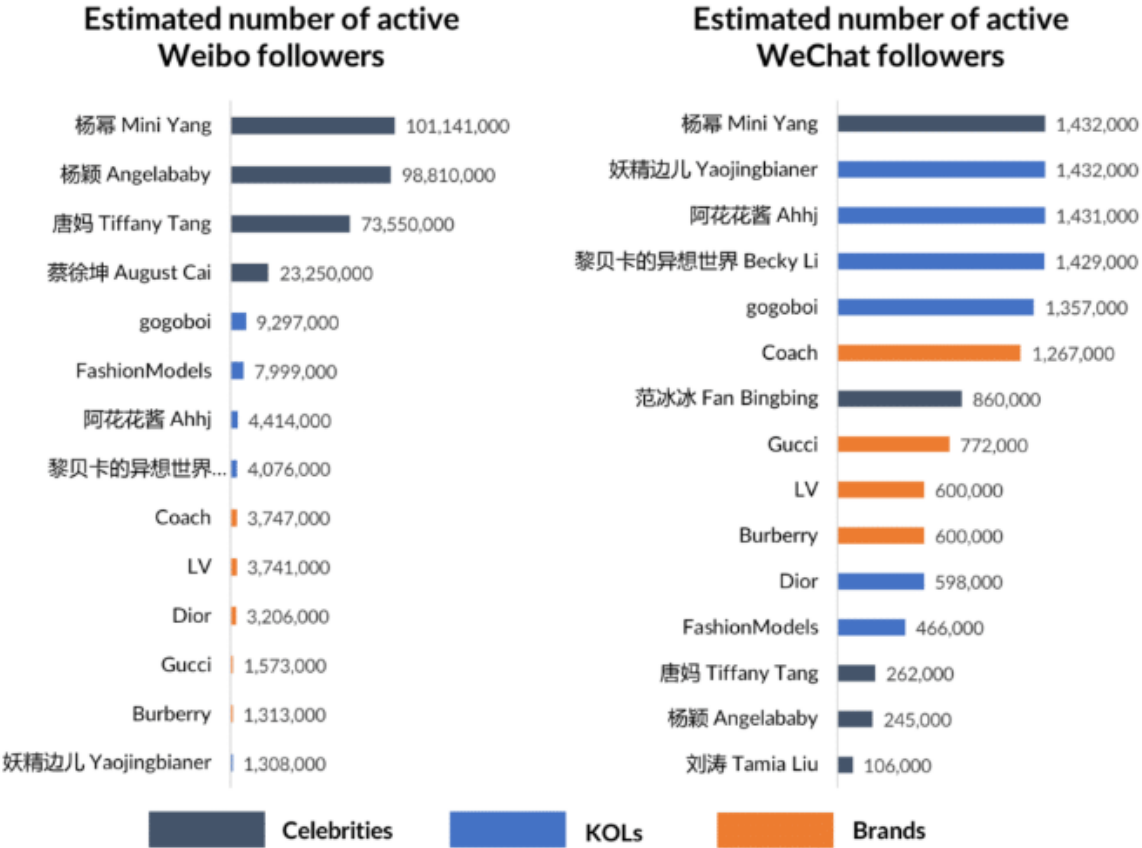 Estimated number of active
Weibo followers
杨幂 Mini Yang 101,141,000
杨颖 Angelababy 98,810,000
唐妈 Tiffany Tang 73,550,000
蔡徐坤 August Cai 23,250,000
gogoboi 9,297,000
FashionModels 7,999,000
阿花花酱 Ahhj 4,414,000
黎贝卡的异想世界... 4,076,000
Coach 3,747,000
LV 3,741,000
Dior 3,206,000
Gucci 1,573,000
Burberry 1,313,000
妖精边儿 Yaojingbianer 1,308,000
Estimated number of active
WeChat followers
杨幂 Mini Yang 1,432,000
妖精边儿 Yaojingbianer 1,432,000
阿花花酱 Ahhj 1,431,000
黎贝卡的异想世界 Becky Li 1,429,000
gogoboi 1,357,000
Coach 1,267,000
范冰冰 Fan Bingbing 860,000
Gucci 772,000
LV 600,000
Burberry 600,000
Dior 598,000
FashionModels 466,000
唐妈 Tiffany Tang 262,000
杨颖 Angelababy 245,000
刘涛 Tamia Liu 106,000
Celebrities
KOLs
Brands